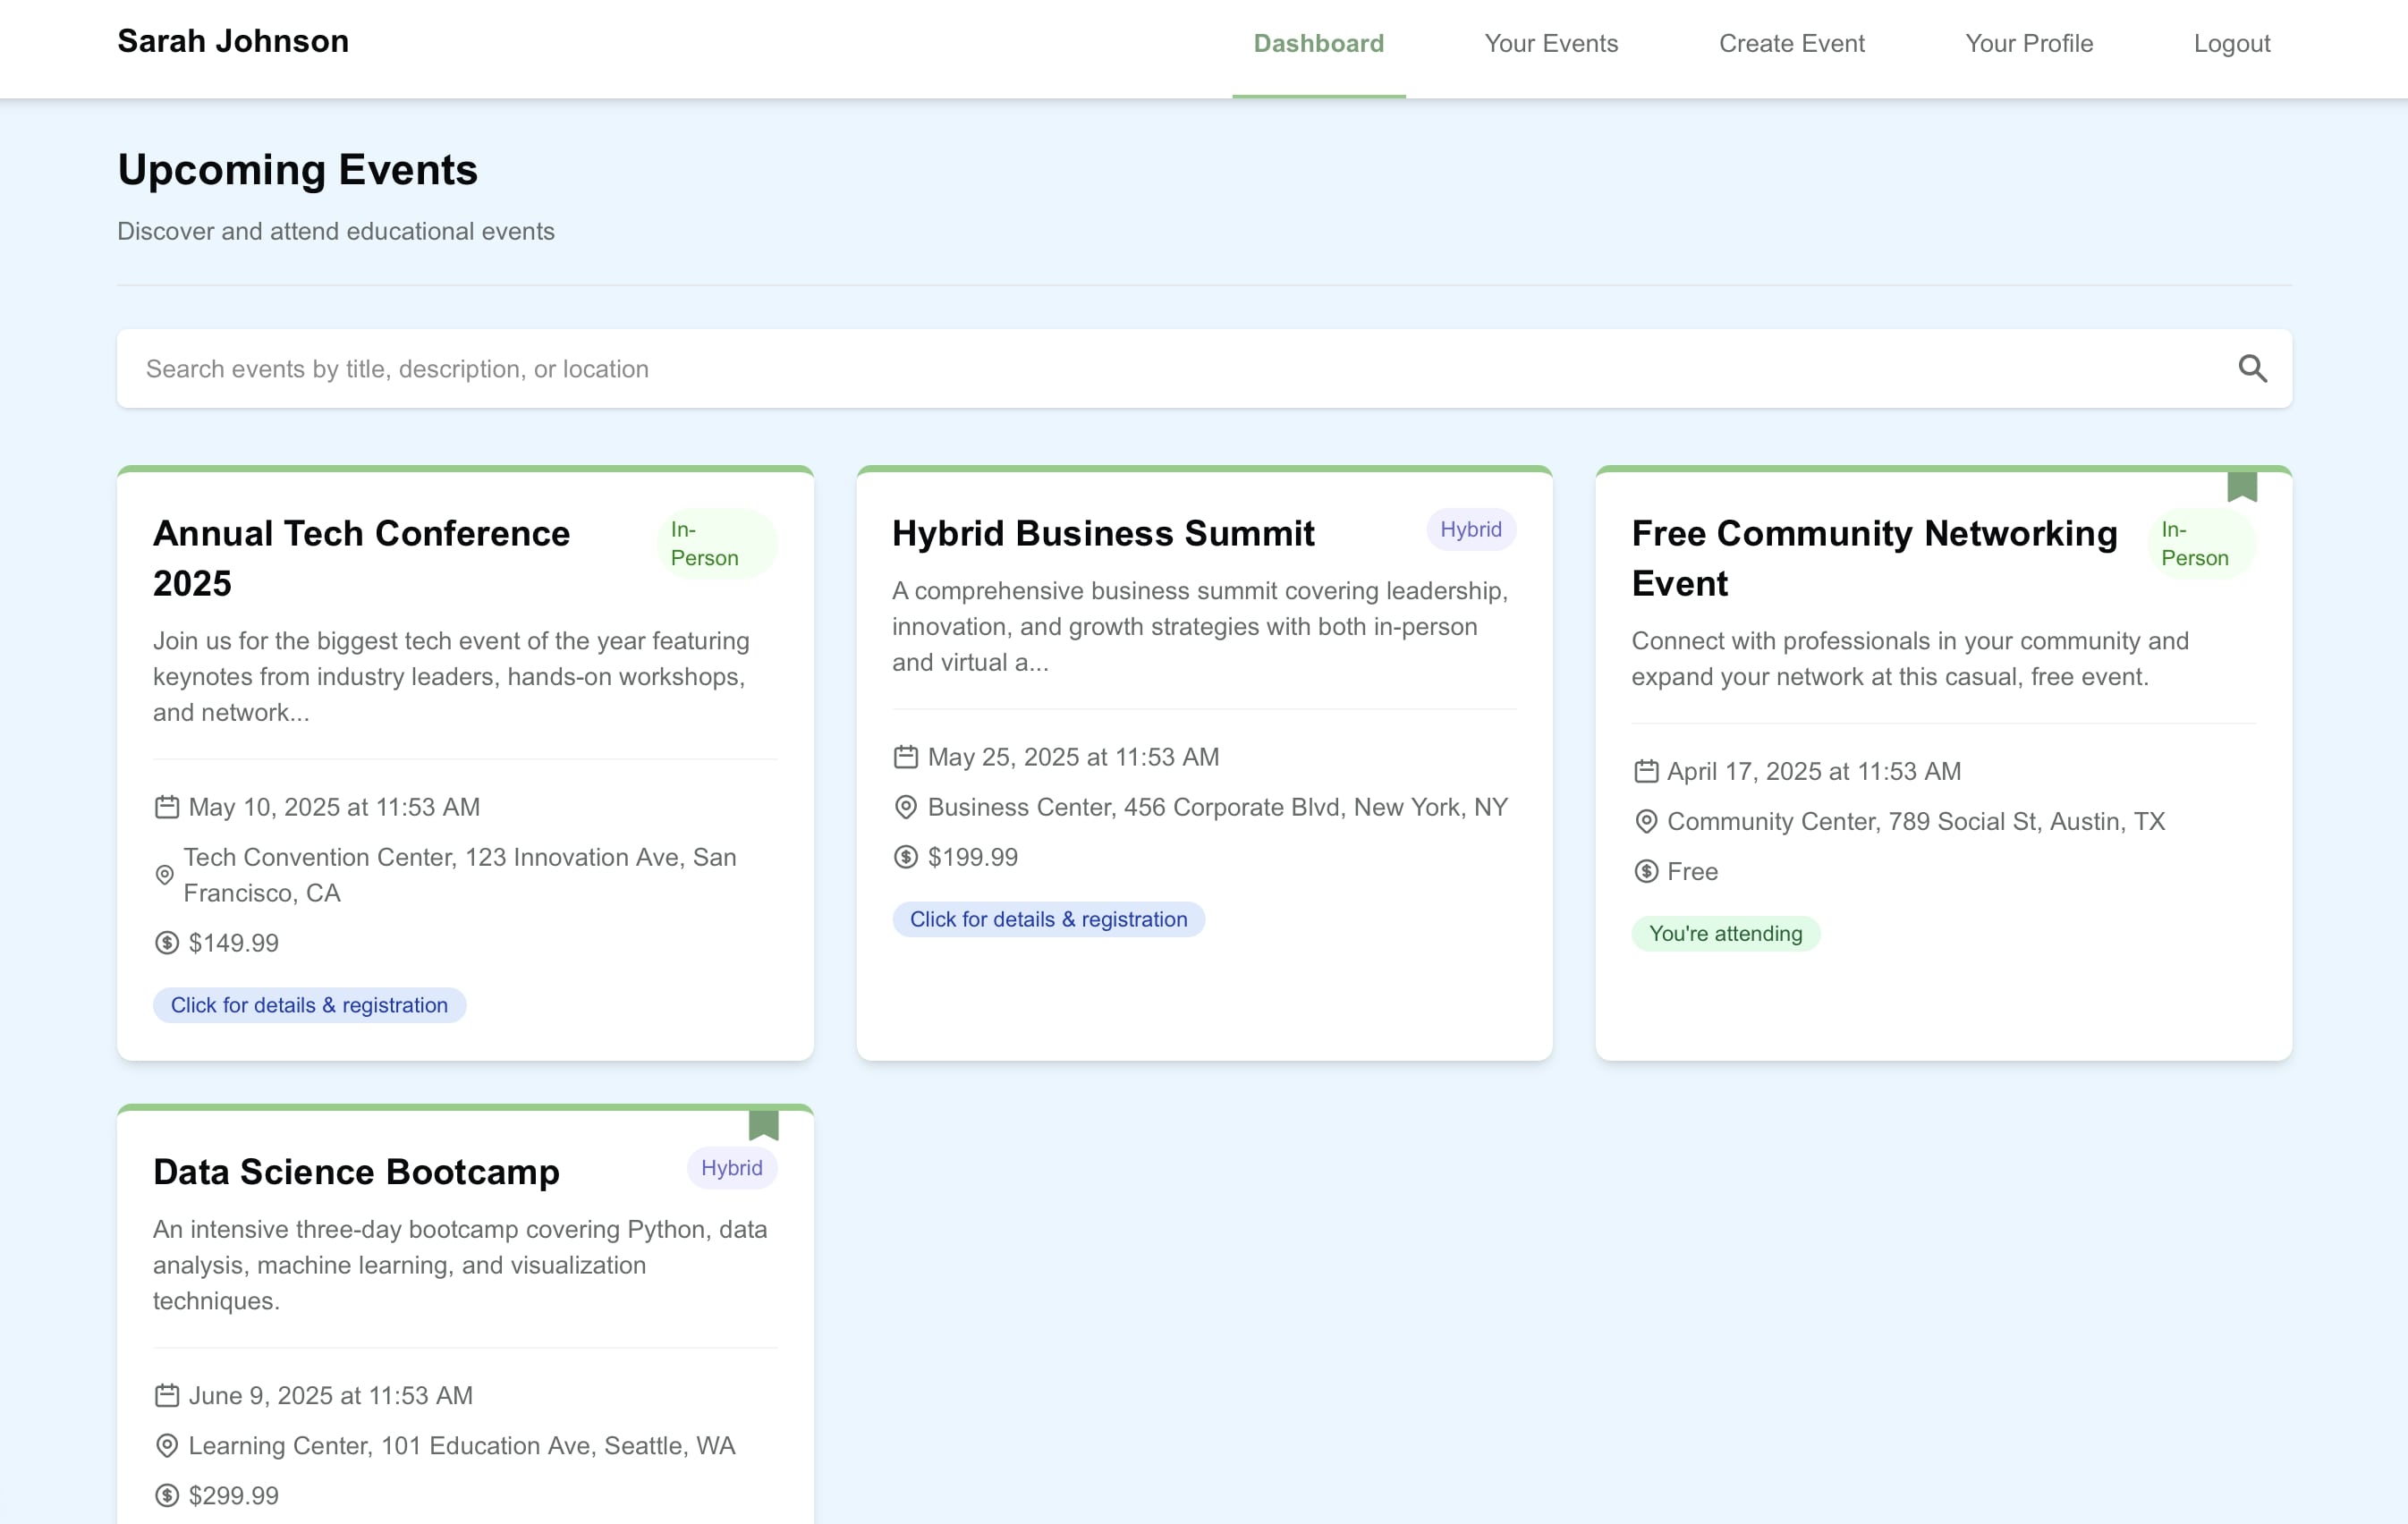 Sarah Johnson
Dashboard
Your Events
Create Event
Your Profile
Logout
Upcoming Events
Discover and attend educational events
Search events by title, description, or location
Annual Tech Conference
2025
In-
Person
Join us for the biggest tech event of the year featuring
keynotes from industry leaders, hands-on workshops,
and network...
May 10, 2025 at 11:53 AM
Tech Convention Center, 123 Innovation Ave, San
Francisco, CA
$149.99
Click for details & registration
Hybrid Business Summit
Hybrid
A comprehensive business summit covering leadership,
innovation, and growth strategies with both in-person
and virtual a...
May 25, 2025 at 11:53 AM
Business Center, 456 Corporate Blvd, New York, NY
$199.99
Click for details & registration
Free Community Networking
Event
In-
Person
Connect with professionals in your community and
expand your network at this casual, free event.
April 17, 2025 at 11:53 AM
Community Center, 789 Social St, Austin, TX
Free
You're attending
Data Science Bootcamp
Hybrid
An intensive three-day bootcamp covering Python, data
analysis, machine learning, and visualization
techniques.
June 9, 2025 at 11:53 AM
Learning Center, 101 Education Ave, Seattle, WA
$299.99